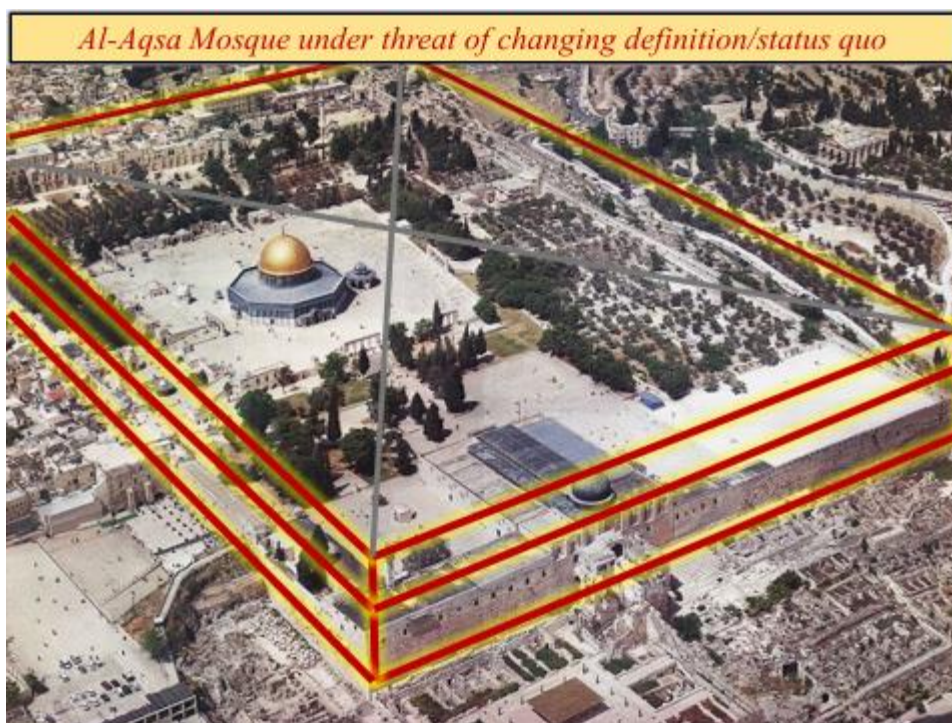 Al-Aqsa Mosque under threat of changing definition/status quo